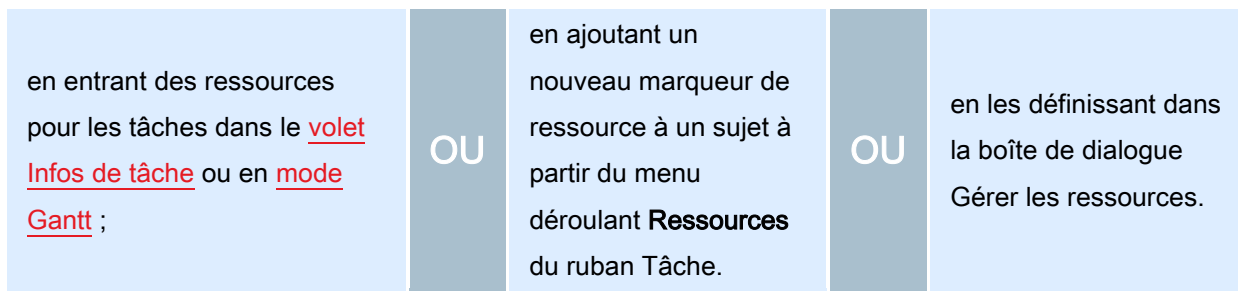 en entrant des ressources
pour les tâches dans le volet
Infos de tâche ou en mode
Gantt ;
OU
en ajoutant un
nouveau marqueur de
ressource à un sujet à
partir du menu
déroulant Ressources
du ruban Tâche.
OU
en les définissant dans
la boîte de dialogue
Gérer les ressources.